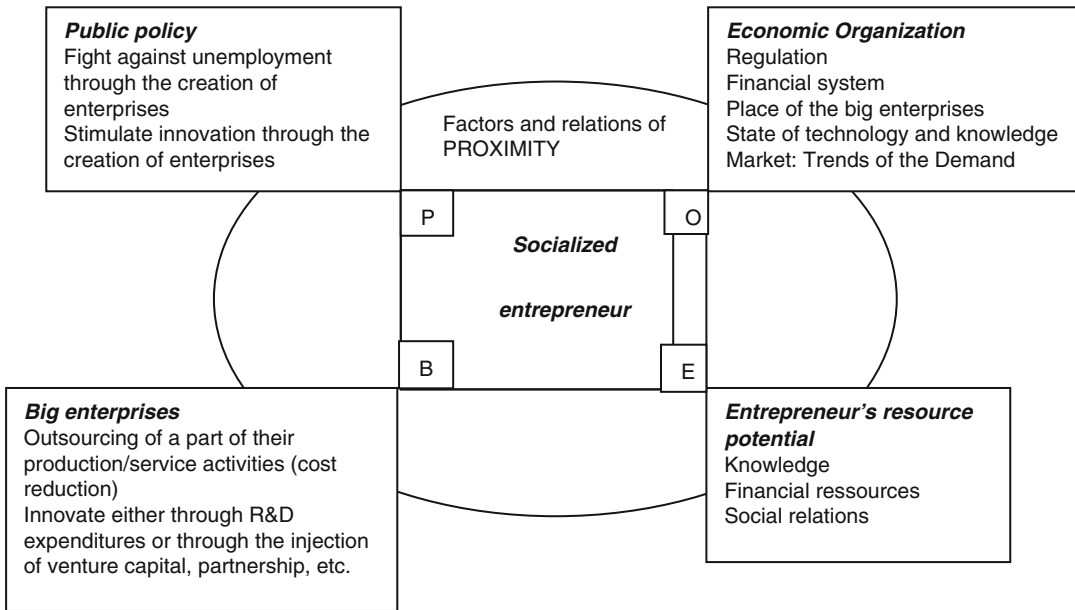 Public policy
Fight against unemployment
through the creation of
enterprises
Stimulate innovation through the
creation of enterprises
Economic Organization
Regulation
Financial system
Place of the big enterprises
State of technology and knowledge
Market: Trends of the Demand
Factors and relations of
PROXIMITY
P
O
Socialized
entrepreneur
B
E
Big enterprises
Outsourcing of a part of their
production/service activities (cost
reduction)
Innovate either through R&D
expenditures or through the injection
of venture capital, partnership, etc.
Entrepreneur's resource
potential
Knowledge
Financial ressources
Social relations